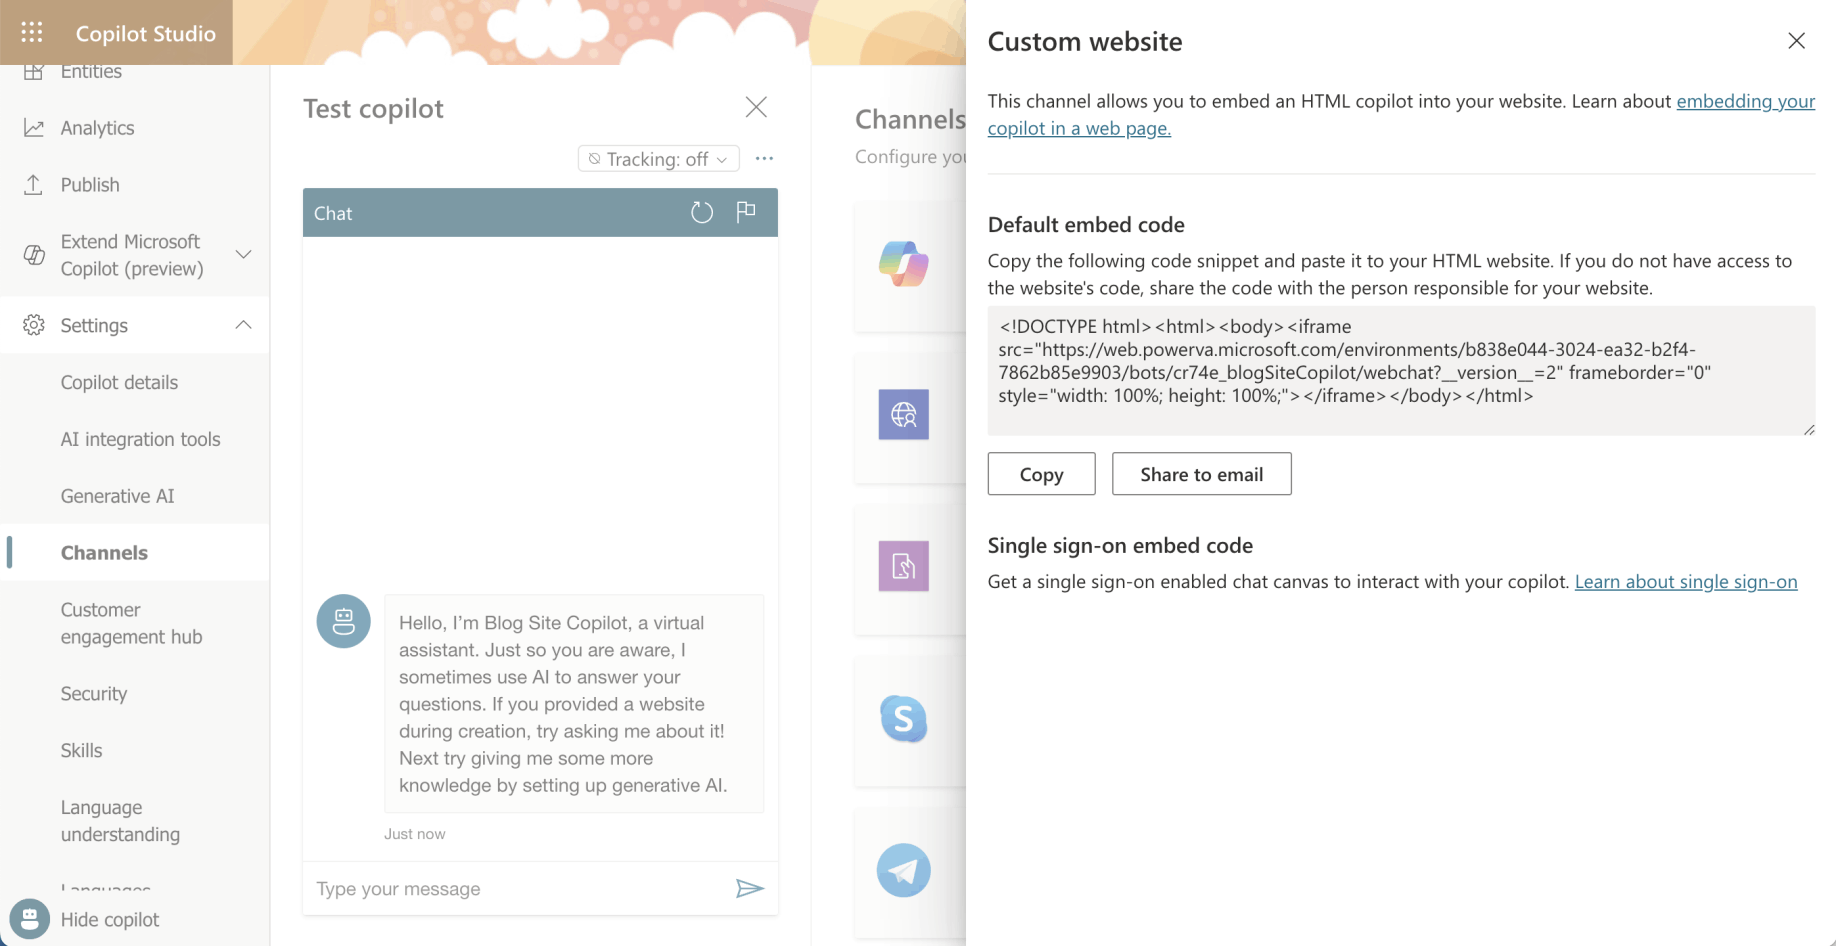 Copilot Studio
Entities
Analytics
Publish
Extend Microsoft
Copilot (preview)
Settings
Copilot details
AI integration tools
Generative AI
Channels
Customer
engagement hub
Security
Skills
Language
understanding
Languages
Hide copilot
Test copilot
Tracking: off
Chat
Hello, I’m Blog Site Copilot, a virtual
assistant. Just so you are aware, I
sometimes use AI to answer your
questions. If you provided a website
during creation, try asking me about it!
Next try giving me some more
knowledge by setting up generative AI.
Just now
Type your message
Channels
Configure you
S
Custom website
This channel allows you to embed an HTML copilot into your website. Learn about embedding your
copilot in a web page.
Default embed code
Copy the following code snippet and paste it to your HTML website. If you do not have access to
the website's code, share the code with the person responsible for your website.
<!DOCTYPE html><html><body><iframe
src="https://web.powerva.microsoft.com/environments/b838e044-3024-ea32-b2f4-
7862b85e9903/bots/cr74e_blogSiteCopilot/webchat?__version__=2" frameborder="0"
style="width: 100%; height: 100%;"></iframe></body></html>
Copy
Share to email
Single sign-on embed code
Get a single sign-on enabled chat canvas to interact with your copilot. Learn about single sign-on